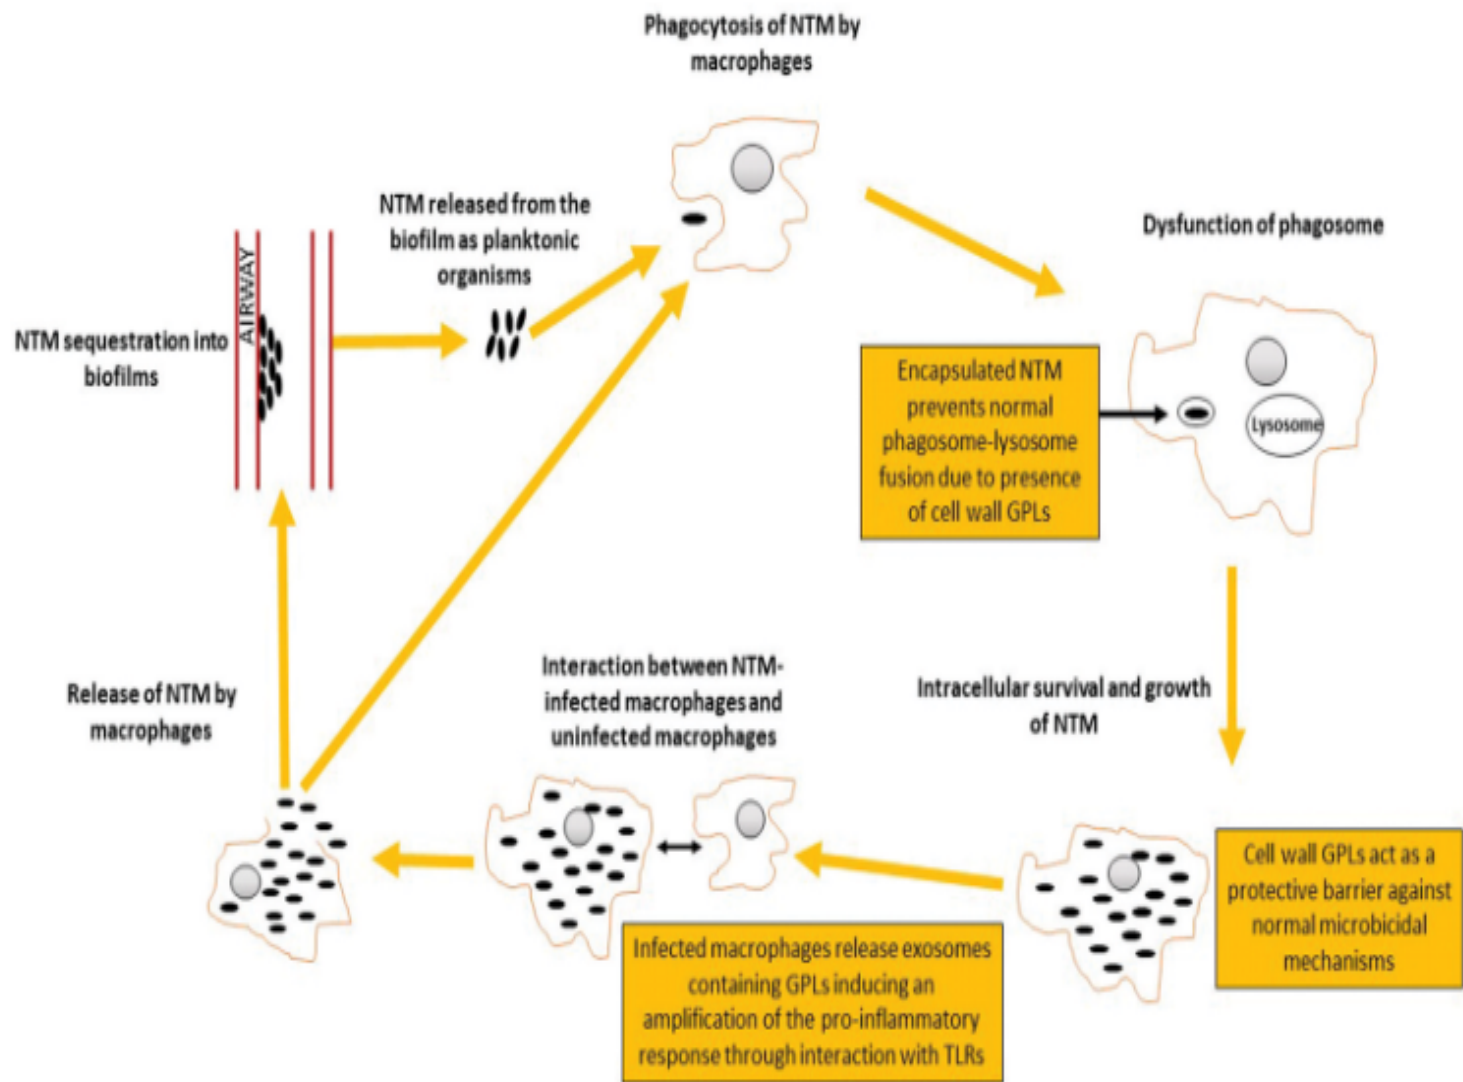 Phagocytosis of NTM by
macrophages
NTM released from the
biofilm as planktonic
organisms
Dysfunction of phagosome
AIRWAY
NTM sequestration into
biofilms
Encapsulated NTM
prevents normal
phagosome-lysosome
fusion due to presence
of cell wall GPLs
Lysosome
Interaction between NTM-
infected macrophages and
uninfected macrophages
Intracellular survival and growth
of NTM
Release of NTM by
macrophages
Cell wall GPLs act as a
protective barrier against
normal microbicidal
mechanisms
Infected macrophages release exosomes
containing GPLs inducing an
amplification of the pro-inflammatory
response through interaction with TLRs